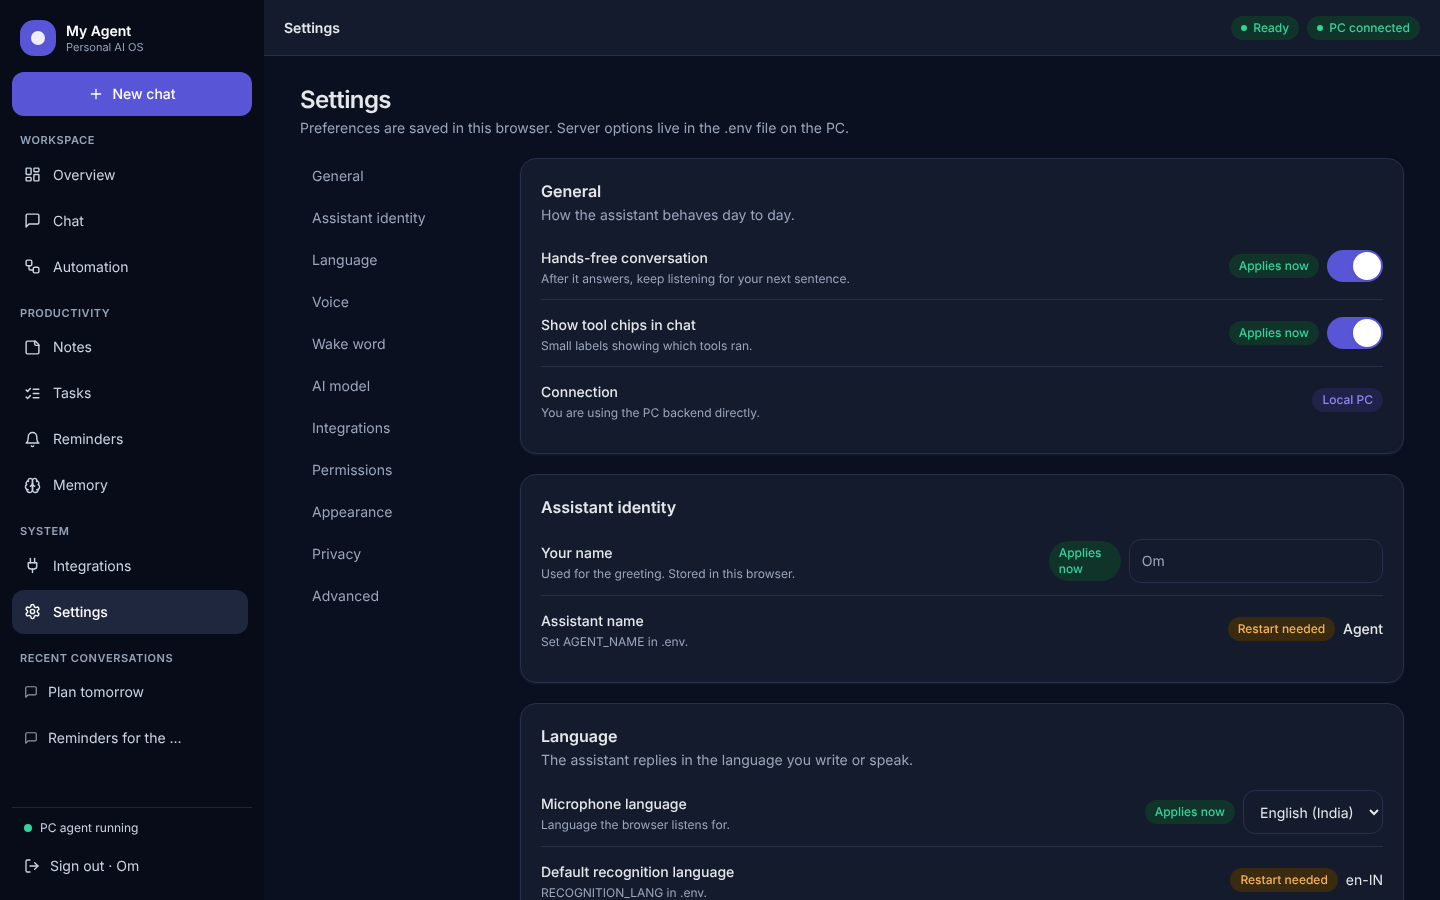 My Agent
Personal AI OS
New chat
WORKSPACE
Overview
Chat
Automation
PRODUCTIVITY
Notes
Tasks
Reminders
Memory
SYSTEM
Integrations
Settings
RECENT CONVERSATIONS
Plan tomorrow
Reminders for the ...
PC agent running
Sign out · Om
Settings
Ready
PC connected
Settings
Preferences are saved in this browser. Server options live in the .env file on the PC.
General
Assistant identity
Language
Voice
Wake word
AI model
Integrations
Permissions
Appearance
Privacy
Advanced
General
How the assistant behaves day to day.
Hands-free conversation
After it answers, keep listening for your next sentence.
Applies now
Show tool chips in chat
Small labels showing which tools ran.
Applies now
Connection
You are using the PC backend directly.
Local PC
Assistant identity
Your name
Used for the greeting. Stored in this browser.
Applies
now
Om
Assistant name
Set AGENT_NAME in .env.
Restart needed
Agent
Language
The assistant replies in the language you write or speak.
Microphone language
Language the browser listens for.
Applies now
English (India)
Default recognition language
RECOGNITION_LANG in .env.
Restart needed
en-IN